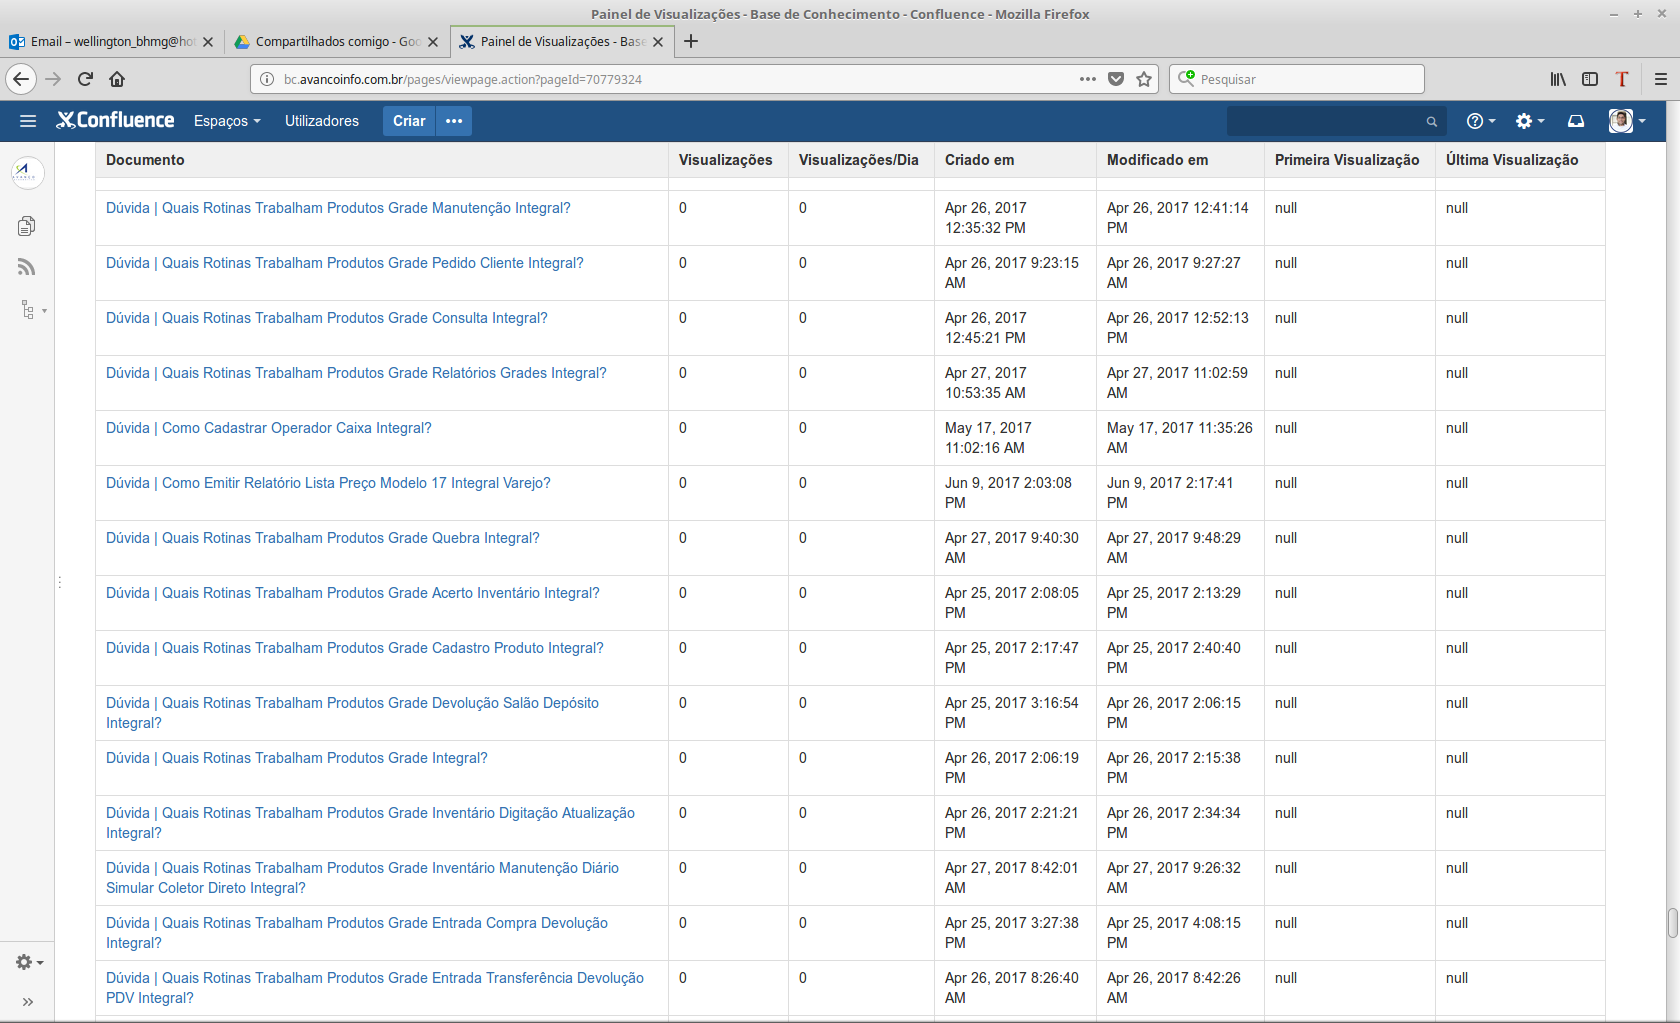 Painel de Visualizações - Base de Conhecimento - Confluence - Mozilla Firefox
Email – wellington_bhmg@ho
Compartilhados comigo - Goo
Painel de Visualizações - Base
bc.avancoinfo.com.br/pages/viewpage.action?pageId=70779324
Pesquisar
Confluence
Espaços
Utilizadores
Criar
Documento Visualizações Visualizações/Dia Criado em Modificado em Primeira Visualização Última Visualização
Dúvida | Quais Rotinas Trabalham Produtos Grade Manutenção Integral? 0 0 Apr 26, 2017 Apr 26, 2017 12:41:14 null null
12:35:32 PM PM
Dúvida | Quais Rotinas Trabalham Produtos Grade Pedido Cliente Integral? 0 0 Apr 26, 2017 9:23:15 Apr 26, 2017 9:27:27 null null
AM AM
Dúvida | Quais Rotinas Trabalham Produtos Grade Consulta Integral? 0 0 Apr 26, 2017 Apr 26, 2017 12:52:13 null null
12:45:21 PM PM
Dúvida | Quais Rotinas Trabalham Produtos Grade Relatórios Grades Integral? 0 0 Apr 27, 2017 Apr 27, 2017 11:02:59 null null
10:53:35 AM AM
Dúvida | Como Cadastrar Operador Caixa Integral? 0 0 May 17, 2017 May 17, 2017 11:35:26 null null
11:02:16 AM AM
Dúvida | Como Emitir Relatório Lista Preço Modelo 17 Integral Varejo? 0 0 Jun 9, 2017 2:03:08 Jun 9, 2017 2:17:41 null null
PM PM
Dúvida | Quais Rotinas Trabalham Produtos Grade Quebra Integral? 0 0 Apr 27, 2017 9:40:30 Apr 27, 2017 9:48:29 null null
AM AM
Dúvida | Quais Rotinas Trabalham Produtos Grade Acerto Inventário Integral? 0 0 Apr 25, 2017 2:08:05 Apr 25, 2017 2:13:29 null null
PM PM
Dúvida | Quais Rotinas Trabalham Produtos Grade Cadastro Produto Integral? 0 0 Apr 25, 2017 2:17:47 Apr 25, 2017 2:40:40 null null
PM PM
Dúvida | Quais Rotinas Trabalham Produtos Grade Devolução Salão Depósito 0 0 Apr 25, 2017 3:16:54 Apr 26, 2017 2:06:15 null null
Integral? PM PM
Dúvida | Quais Rotinas Trabalham Produtos Grade Integral? 0 0 Apr 26, 2017 2:06:19 Apr 26, 2017 2:15:38 null null
PM PM
Dúvida | Quais Rotinas Trabalham Produtos Grade Inventário Digitação Atualização 0 0 Apr 26, 2017 2:21:21 Apr 26, 2017 2:34:34 null null
Integral? PM PM
Dúvida | Quais Rotinas Trabalham Produtos Grade Inventário Manutenção Diário 0 0 Apr 27, 2017 8:42:01 Apr 27, 2017 9:26:32 null null
Simular Coletor Direto Integral? AM AM
Dúvida | Quais Rotinas Trabalham Produtos Grade Entrada Compra Devolução 0 0 Apr 25, 2017 3:27:38 Apr 25, 2017 4:08:15 null null
Integral? PM PM
Dúvida | Quais Rotinas Trabalham Produtos Grade Entrada Transferência Devolução 0 0 Apr 26, 2017 8:26:40 Apr 26, 2017 8:42:26 null null
PDV Integral? AM AM